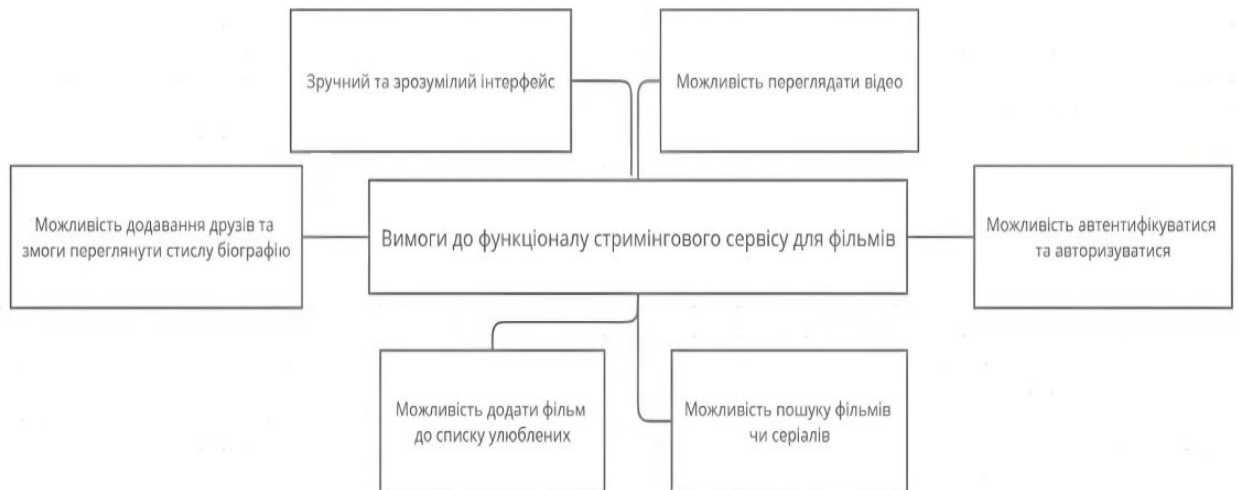 Зручний та зрозумілий інтерфейс
Можливість переглядати відео
Можливість додавання друзів та
змоги переглянути стислу біографію
Вимоги до функціоналу стримінгового сервісу для фільмів
Можливість автентифікуватися
та авторизуватися
Можливість додати фільм
до списку улюблених
Можливість пошуку фільмів
чи серіалів